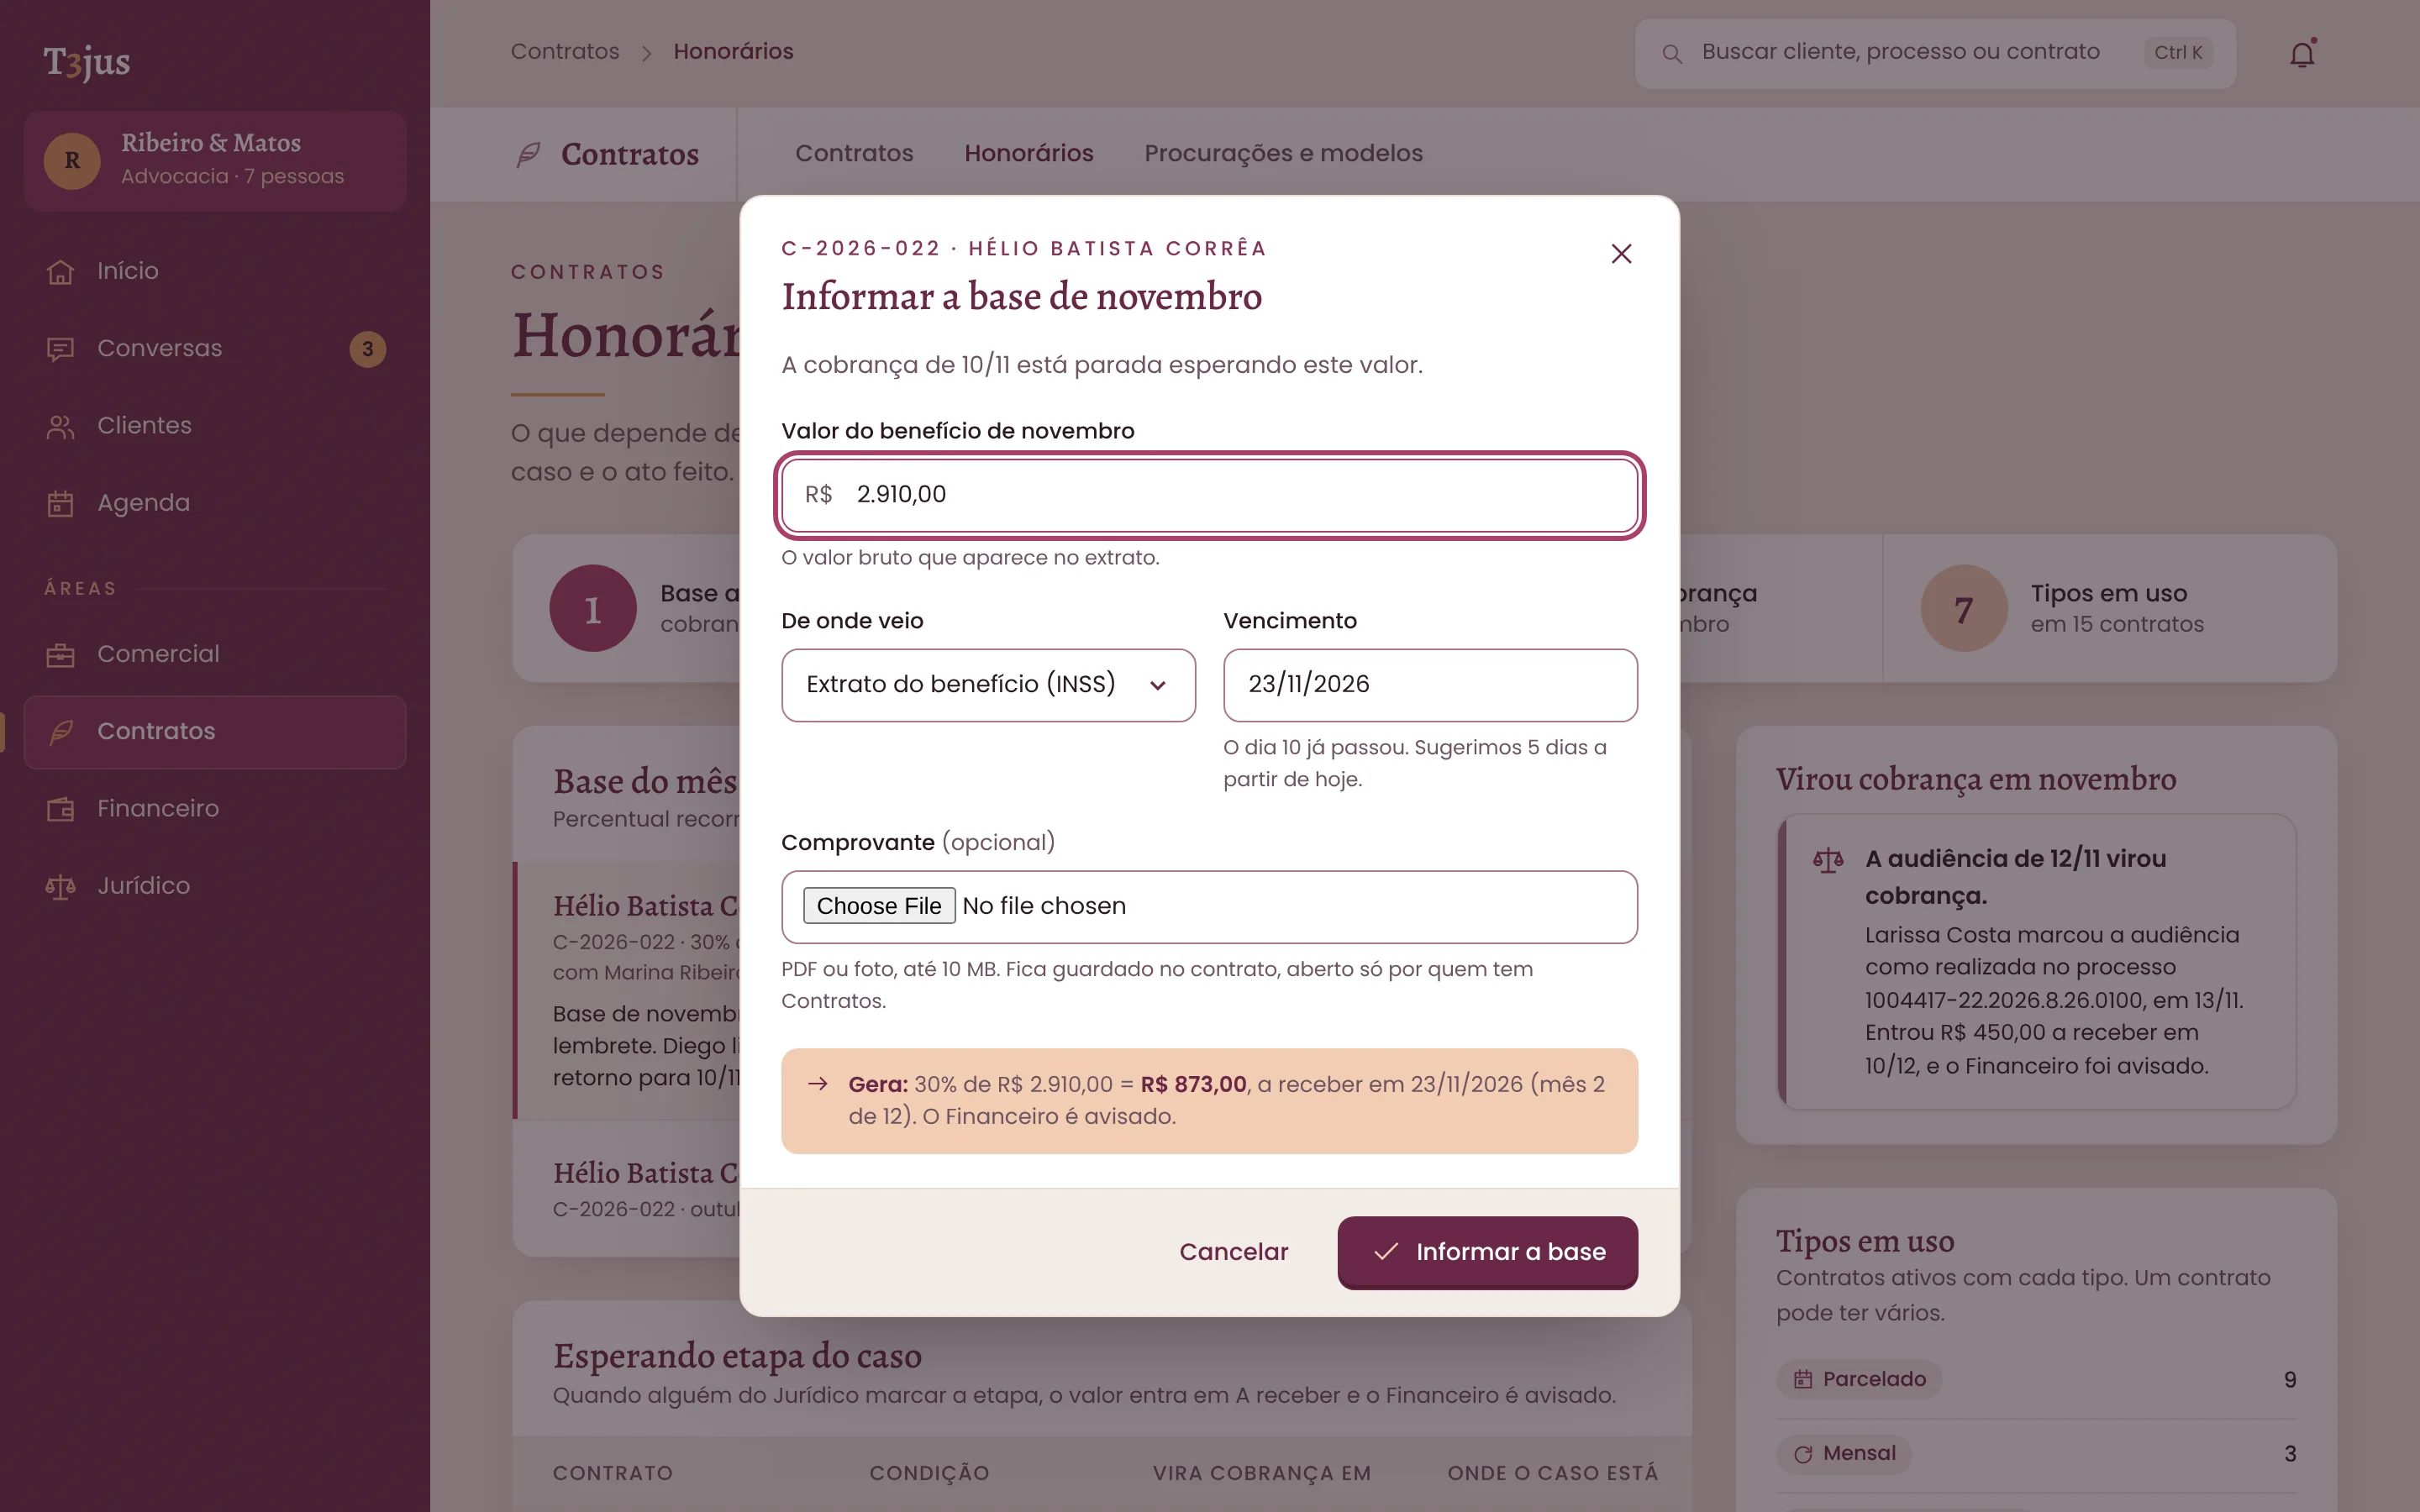 T3jus
R
Ribeiro & Matos
Advocacia · 7 pessoas
Início
Conversas
3
Clientes
Agenda
ÁREAS
Comercial
Contratos
Financeiro
Jurídico
Contratos
Honorários
Buscar cliente, processo ou contrato
Ctrl K
Contratos
Contratos
Honorários
Procurações e modelos
CONTRATOS
O que depende
caso e o ato feito.
1
Base
7
Tipos em uso
em 15 contratos
Base do mês
Percentual
Hélio Batista
C-2026-022 · 30%
com Marina
Base de
lembrete. Diego
retorno para
Hélio Batista
C-2026-022
C-2026-022 · HÉLIO BATISTA CORRÊA
Informar a base de novembro
A cobrança de 10/11 está parada esperando este valor.
Valor do benefício de novembro
R$ 2.910,00
O valor bruto que aparece no extrato.
De onde veio
Extrato do benefício (INSS)
Vencimento
23/11/2026
O dia 10 já passou. Sugerimos 5 dias a
partir de hoje.
Comprovante (opcional)
Choose File No file chosen
PDF ou foto, até 10 MB. Fica guardado no contrato, aberto só por quem tem
Contratos.
Gera: 30% de R$ 2.910,00 = R$ 873,00, a receber em 23/11/2026 (mês 2
de 12). O Financeiro é avisado.
Cancelar
Informar a base
Virou cobrança em novembro
A audiência de 12/11 virou
cobrança.
Larissa Costa marcou a audiência
como realizada no processo
1004417-22.2026.8.26.0100, em 13/11.
Entrou R$ 450,00 a receber em
10/12, e o Financeiro foi avisado.
Tipos em uso
Contratos ativos com cada tipo. Um contrato
pode ter vários.
Parcelado
9
Mensal
3
Esperando etapa do caso
Quando alguém do Jurídico marcar a etapa, o valor entra em A receber e o Financeiro é avisado.
CONTRATO
CONDIÇÃO
VIRA COBRANÇA EM
ONDE O CASO ESTÁ